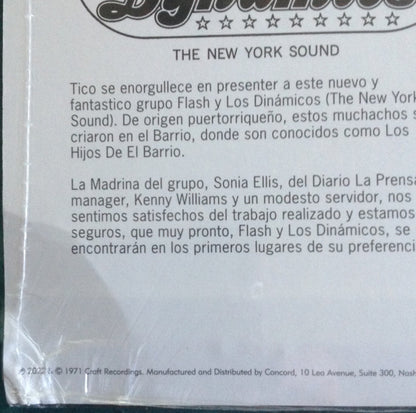 Dynamics
THE NEW YORK SOUND
Tico se enorgullece en presenter a este nuevo y
fantastico grupo Flash y Los Dinámicos (The New York
Sound). De origen puertorriqueño, estos muchachos s
criaron en el Barrio, donde son conocidos como Los
Hijos De El Barrio.
La Madrina del grupo, Sonia Ellis, del Diario La Prensa
manager, Kenny Williams y un modesto servidor, nos
sentimos satisfechos del trabajo realizado y estamos
seguros, que muy pronto, Flash y Los Dinámicos, se
encontrarán en los primeros lugares de su preferenci
℗ 2022 & © 1971 Craft Recordings. Manufactured and Distributed by Concord, 10 Lea Avenue, Suite 300, Nash